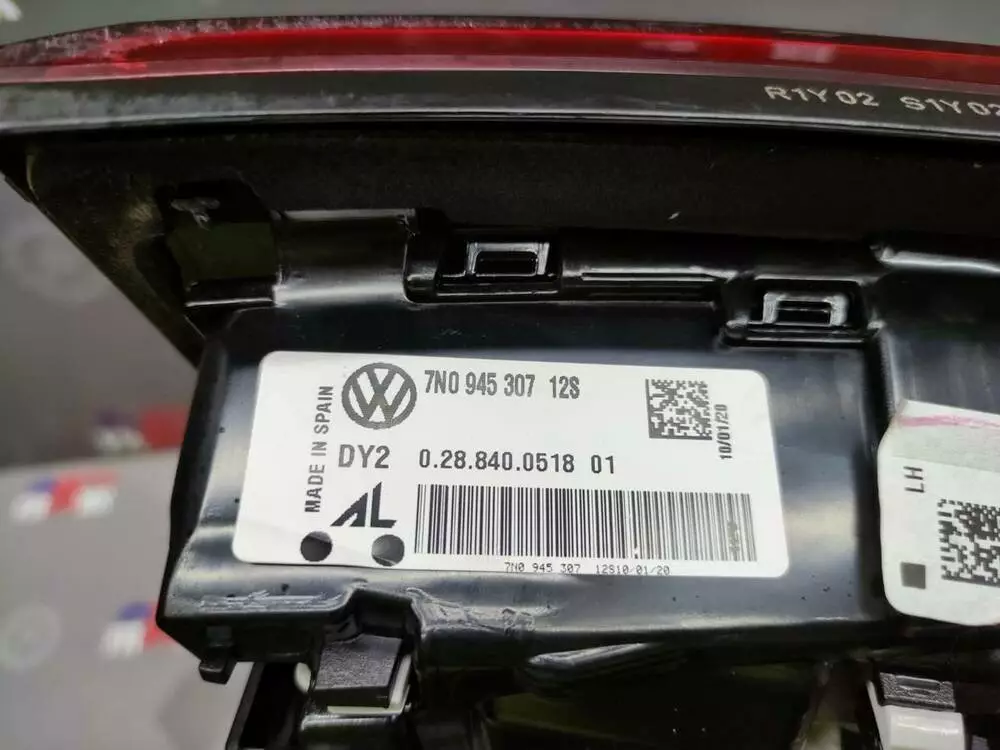 R1Y02 S1Y02
7N0 945 307 12S
MADE IN SPAIN
10/01/20
DY2 0.28.840.0518 01
AL
LH
7N0 945 307 12S10/01/20